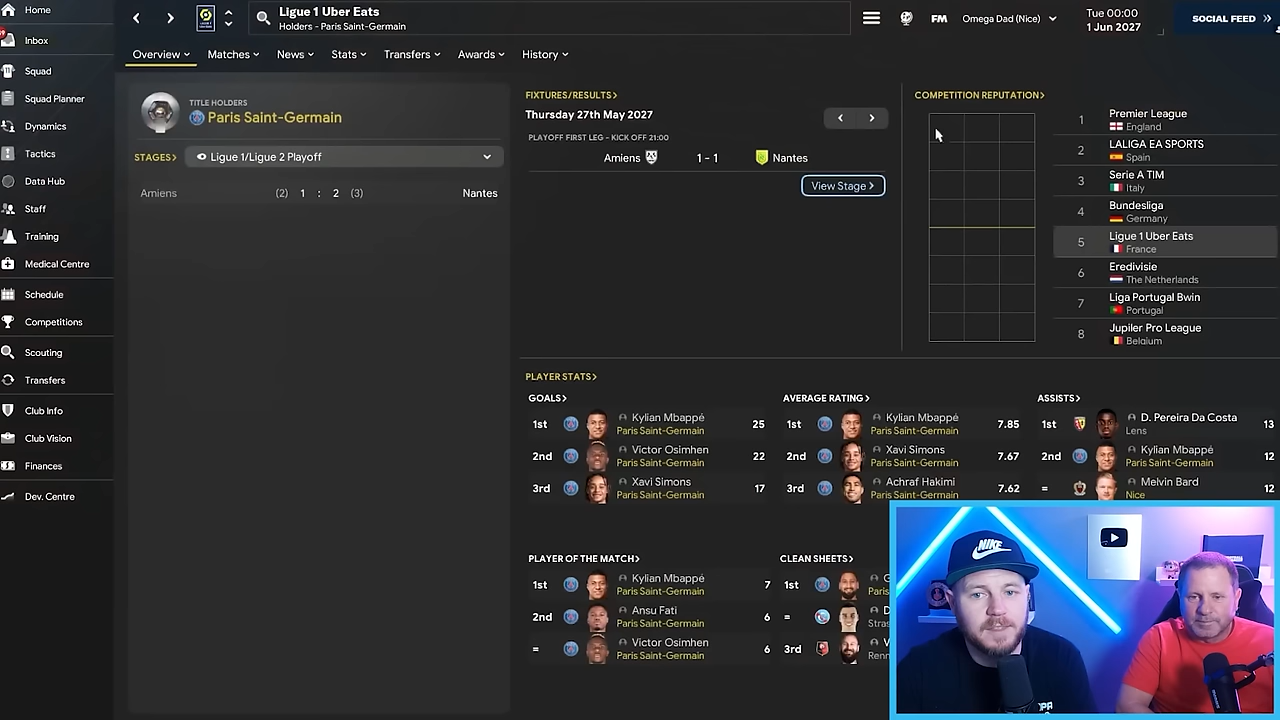 Home
Inbox
Squad
Squad Planner
Dynamics
Tactics
Data Hub
Staff
Training
Medical Centre
Schedule
Competitions
Scouting
Transfers
Club Info
Club Vision
Finances
Dev. Centre
Ligue 1 Uber Eats
Holders - Paris Saint-Germain
FM
Omega Dad (Nice)
Tue 00:00
1 Jun 2027
SOCIAL FEED
Overview
Matches
News
Stats
Transfers
Awards
History
TITLE HOLDERS
Paris Saint-Germain
STAGES>
Ligue 1/Ligue 2 Playoff
Amiens (2) 1 : 2 (3) Nantes
FIXTURES/RESULTS>
Thursday 27th May 2027
PLAYOFF FIRST LEG - KICK OFF 21:00
Amiens 1 - 1 Nantes
View Stage >
COMPETITION REPUTATION>
1 Premier League
England
2 LALIGA EA SPORTS
Spain
3 Serie A TIM
Italy
4 Bundesliga
Germany
5 Ligue 1 Uber Eats
France
6 Eredivisie
The Netherlands
7 Liga Portugal Bwin
Portugal
8 Jupiler Pro League
Belgium
PLAYER STATS>
GOALS>
1st Kylian Mbappé 25
Paris Saint-Germain
2nd Victor Osimhen 22
Paris Saint-Germain
3rd Xavi Simons 17
Paris Saint-Germain
AVERAGE RATING>
1st Kylian Mbappé 7.85
Paris Saint-Germain
2nd Xavi Simons 7.67
Paris Saint-Germain
3rd Achraf Hakimi 7.62
Paris Saint-Germain
ASSISTS>
1st D. Pereira Da Costa 13
Lens
2nd Kylian Mbappé 12
Paris Saint-Germain
= Melvin Bard 12
Nice
PLAYER OF THE MATCH>
1st Kylian Mbappé 7
Paris Saint-Germain
2nd Ansu Fati 6
Paris Saint-Germain
= Victor Osimhen 6
Paris Saint-Germain
CLEAN SHEETS>
1st
=
3rd
NIKE